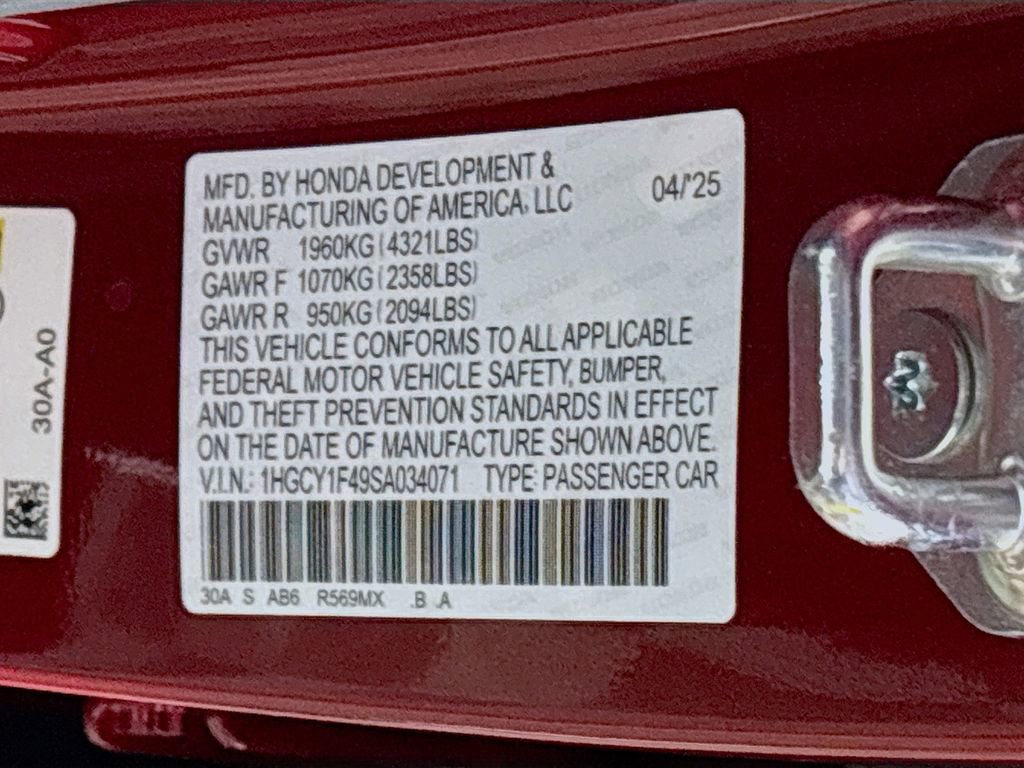 MFD. BY HONDA DEVELOPMENT &
MANUFACTURING OF AMERICA, LLC 04/'25
GVWR 1960KG (4321LBS)
GAWR F 1070KG (2358LBS)
GAWR R 950KG (2094LBS)
THIS VEHICLE CONFORMS TO ALL APPLICABLE
FEDERAL MOTOR VEHICLE SAFETY, BUMPER,
AND THEFT PREVENTION STANDARDS IN EFFECT
ON THE DATE OF MANUFACTURE SHOWN ABOVE.
V.I.N.: 1HGCY1F49SA034071 TYPE: PASSENGER CAR
30A S AB6 R569MX .B .A
30A-A0